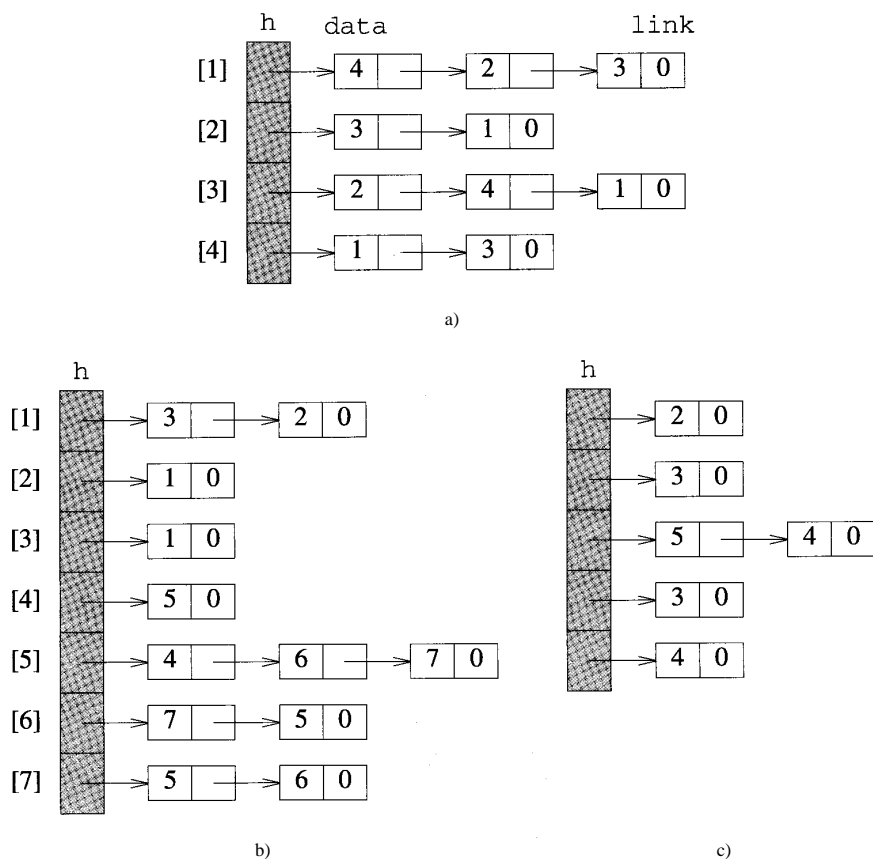 h data link
[1] 4 2 3 0
[2] 3 1 0
[3] 2 4 1 0
[4] 1 3 0
a)
h
[1] 3 2 0
[2] 1 0
[3] 1 0
[4] 5 0
[5] 4 6 7 0
[6] 7 5 0
[7] 5 6 0
b)
h
2 0
3 0
5 4 0
3 0
4 0
c)